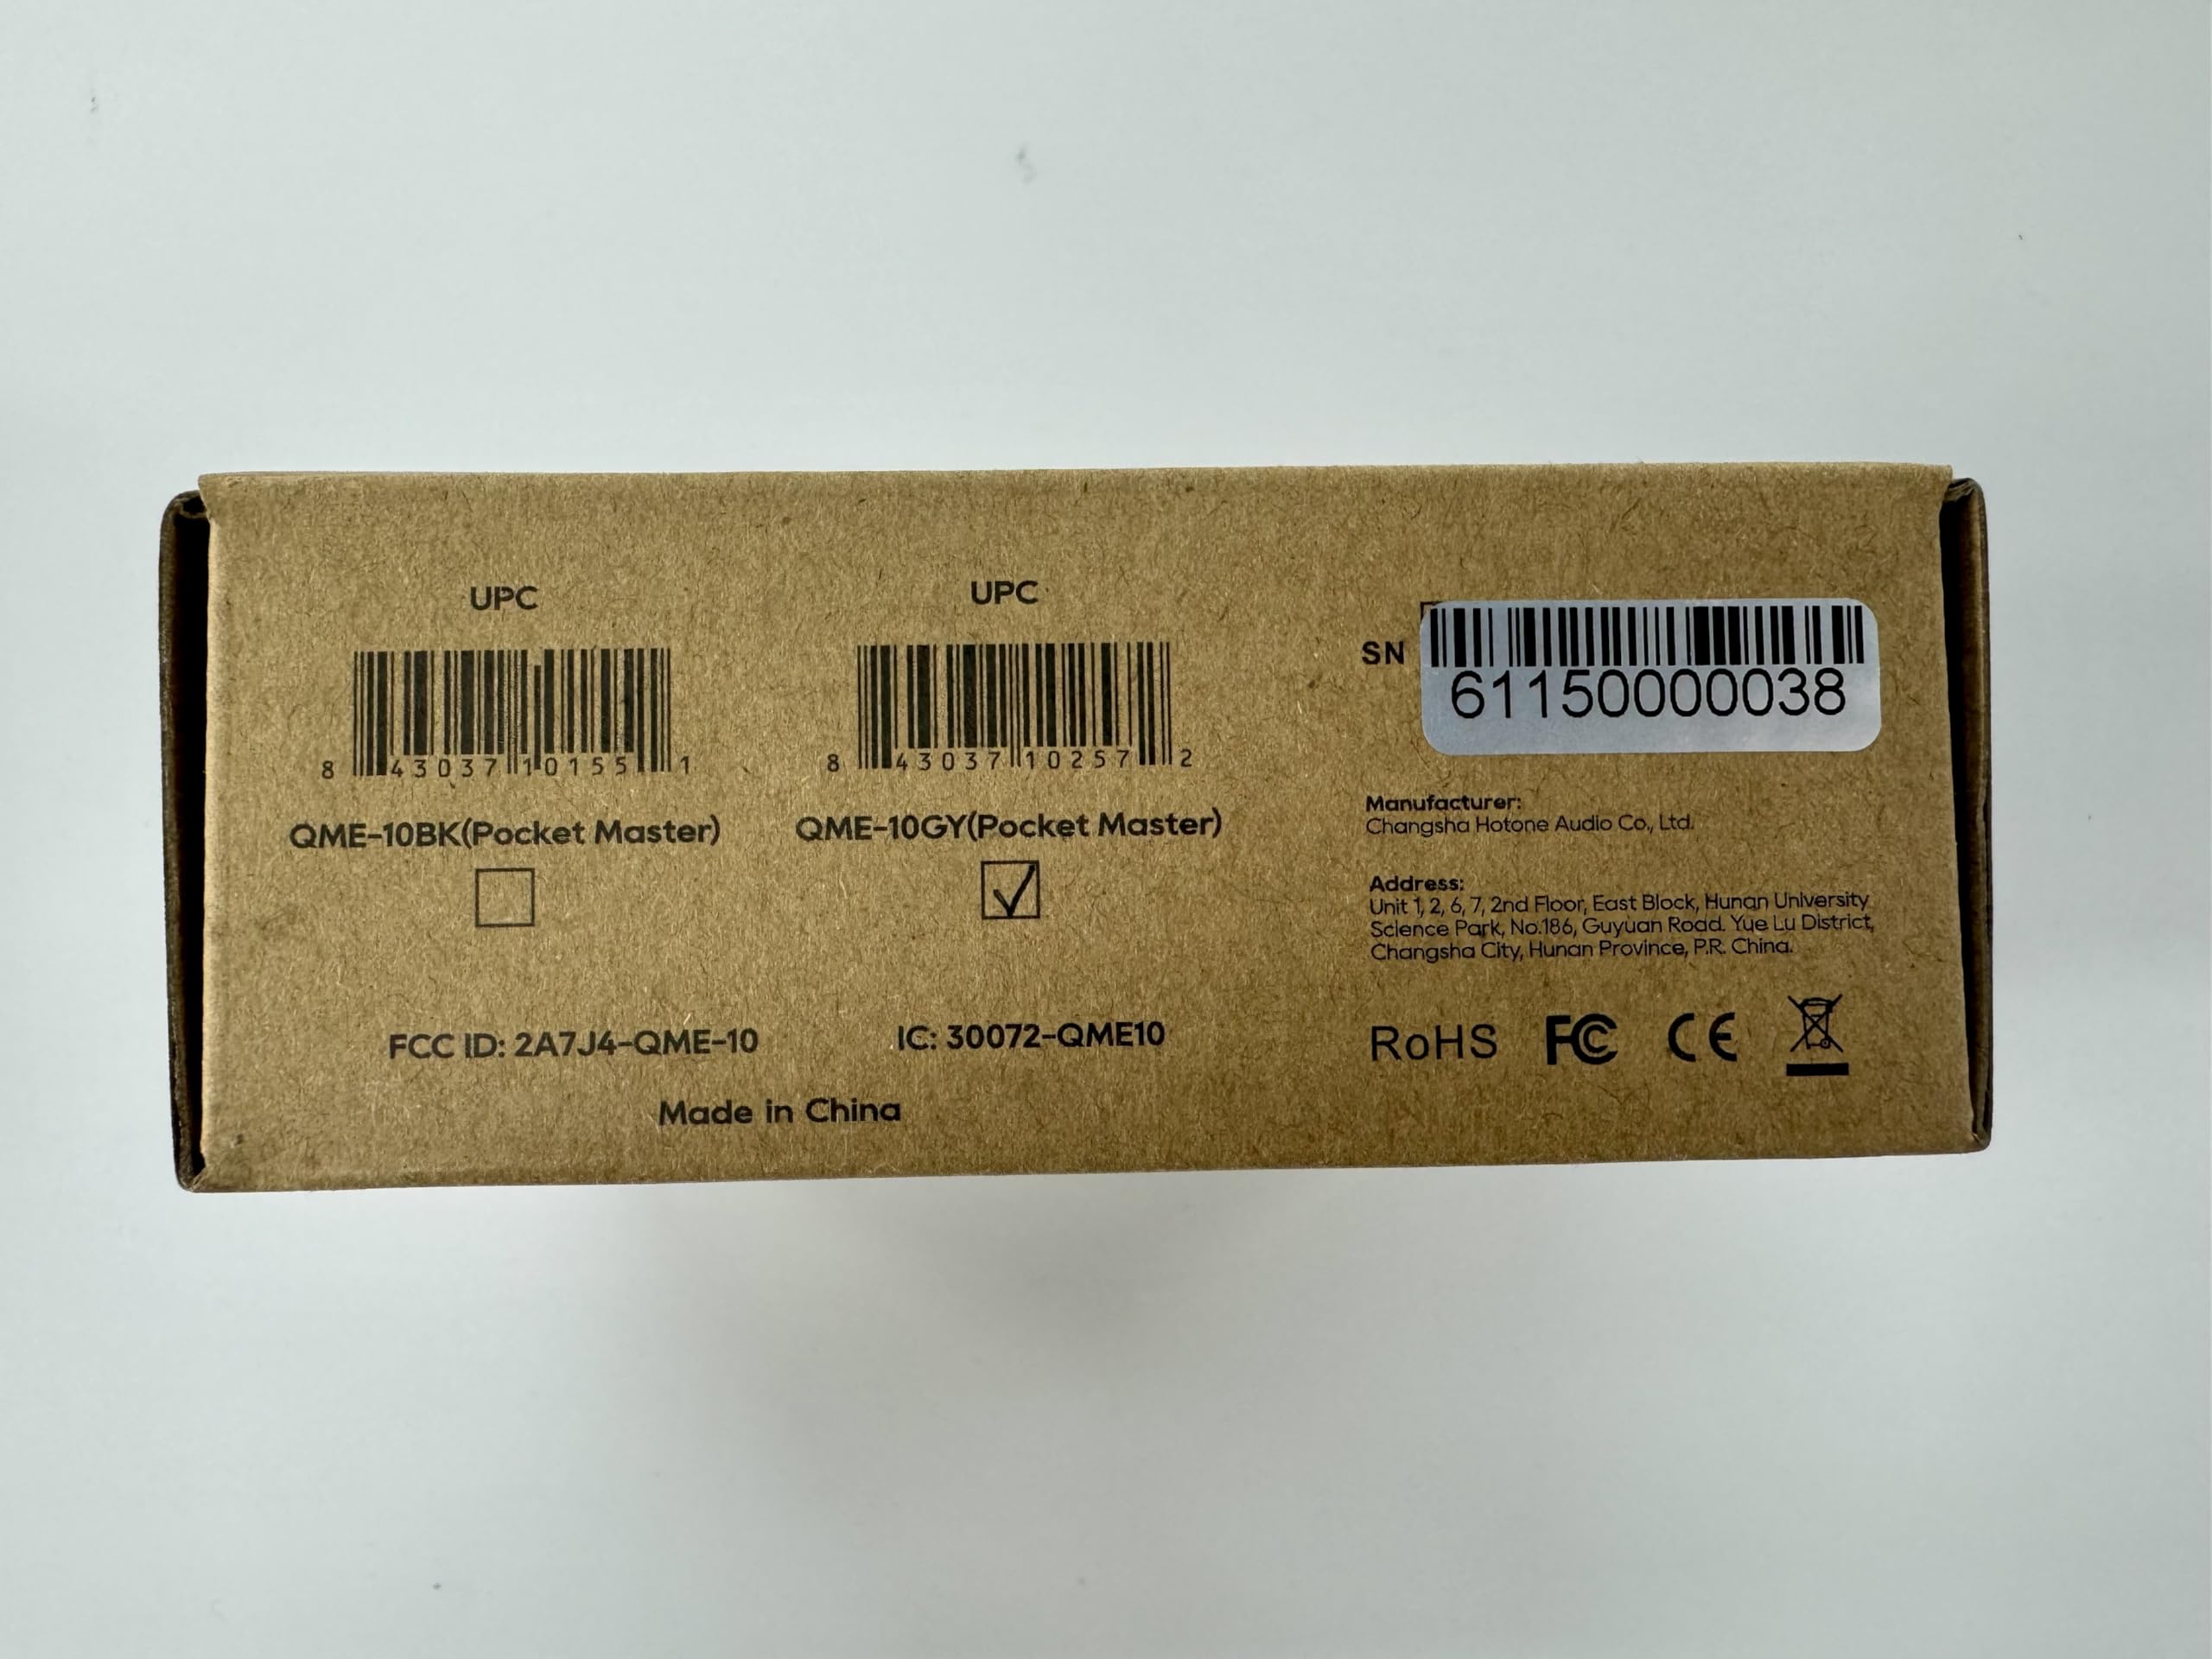 UPC
8 43037 10155 1
QME-10BK(Pocket Master)
UPC
8 43037 10257 2
QME-10GY(Pocket Master)
FCC ID: 2A7J4-QME-10
IC: 30072-QME10
Made in China
SN
61150000038
Manufacturer:
Changsha Hotone Audio Co., Ltd.
Address:
Unit 1, 2, 6, 7, 2nd Floor, East Block, Hunan University
Science Park, No.186, Guyuan Road. Yue Lu District,
Changsha City, Hunan Province, P.R. China.
RoHS FC CE